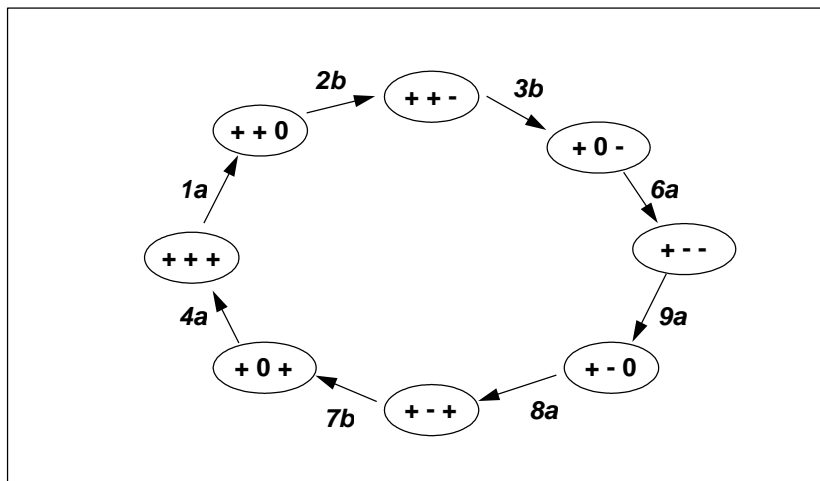 2b
+ + -
3b
+ + 0
+ 0 -
1a
6a
+ + +
+ - -
4a
9a
+ 0 +
+ - 0
7b
+ - +
8a